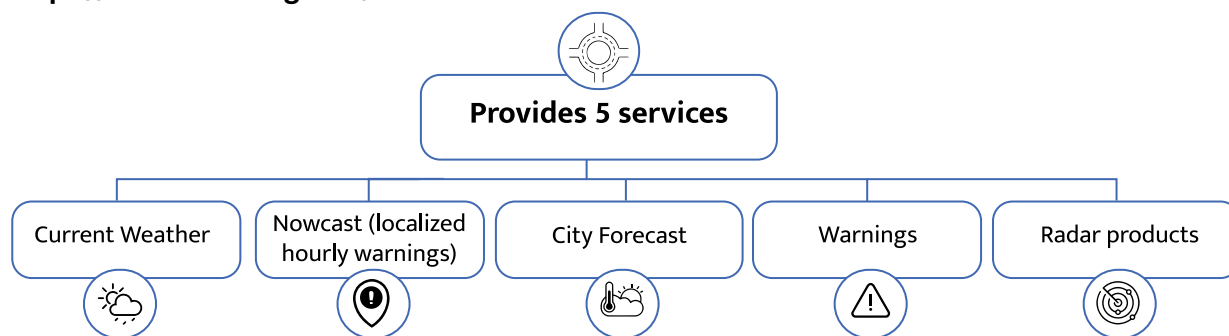 Provides 5 services
Current Weather
Nowcast (localized
hourly warnings)
City Forecast
Warnings
Radar products